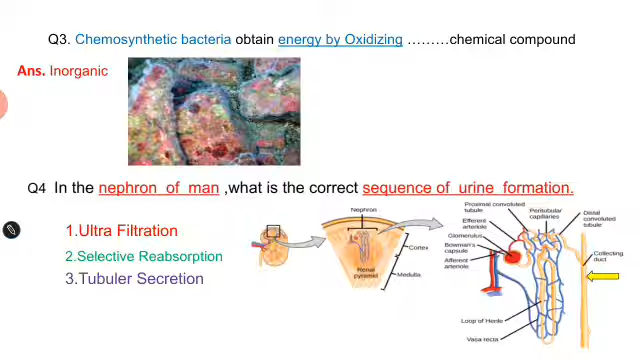 Q3. Chemosynthetic bacteria obtain energy by Oxidizing ………chemical compound
Ans. Inorganic
Q4 In the nephron of man ,what is the correct sequence of urine formation.
1.Ultra Filtration
2.Selective Reabsorption
3.Tubuler Secretion
Nephron
Cortex
Renal
pyramid
Medulla
Proximal convoluted
tubule
Peritobular
capillaries
Distal
convoluted
tubule
Efferent
arteriole
Glomerulus
Bowman's
capsule
Afferent
arteriole
Collecting
duct
Loop of Henle
Vasa recta